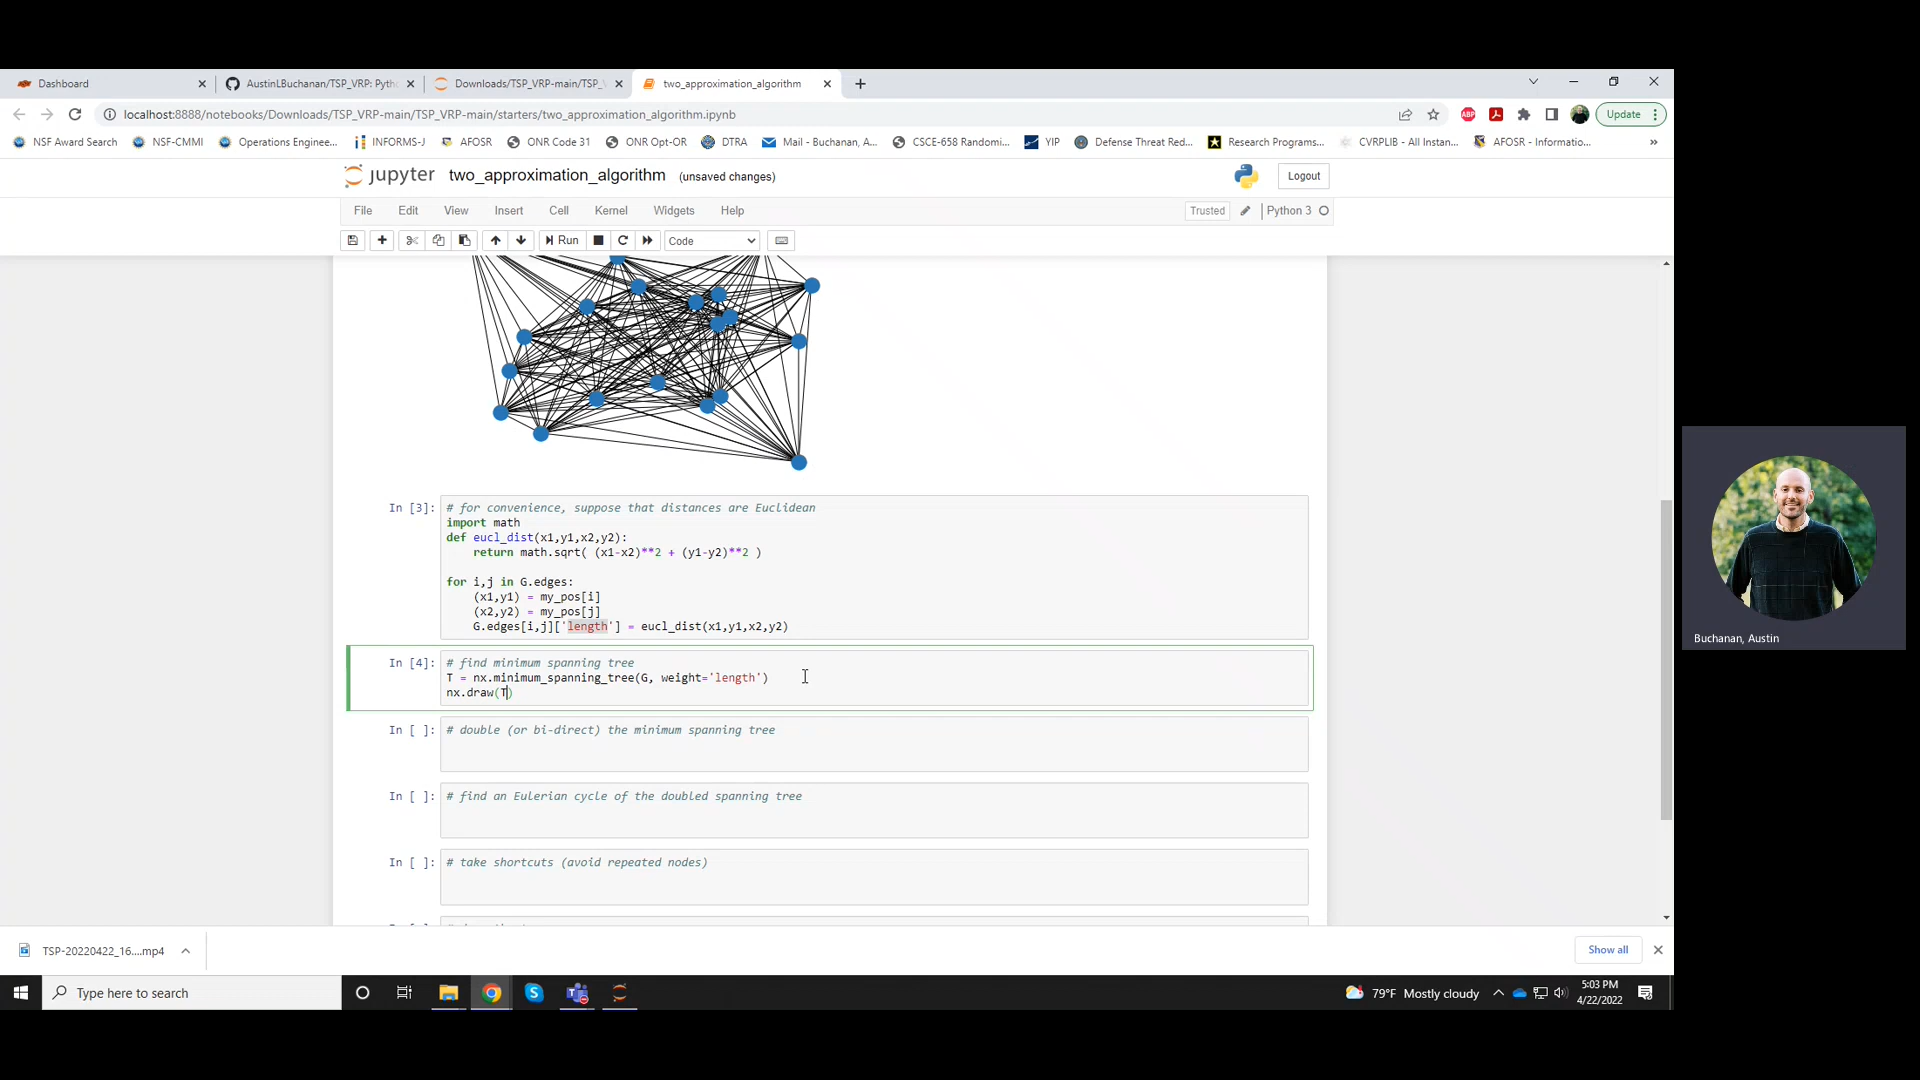 Dashboard
AustinLBuchanan/TSP_VRP: Pyth
Downloads/TSP_VRP-main/TSP_
two_approximation_algorithm
localhost:8888/notebooks/Downloads/TSP_VRP-main/TSP_VRP-main/starters/two_approximation_algorithm.ipynb
ABP
Update
NSF Award Search
NSF-CMMI
Operations Enginee...
INFORMS-J
AFOSR
ONR Code 31
ONR Opt-OR
DTRA
Mail - Buchanan, A...
CSCE-658 Randomi...
YIP
Defense Threat Red...
Research Programs...
CVRPLIB - All Instan...
AFOSR - Informatio...
»
jupyter two_approximation_algorithm (unsaved changes)
Logout
File Edit View Insert Cell Kernel Widgets Help
Trusted
Python 3
Run
Code
In [3]:
# for convenience, suppose that distances are Euclidean
import math
def eucl_dist(x1,y1,x2,y2):
return math.sqrt( (x1-x2)**2 + (y1-y2)**2 )
for i,j in G.edges:
(x1,y1) = my_pos[i]
(x2,y2) = my_pos[j]
G.edges[i,j]['length'] = eucl_dist(x1,y1,x2,y2)
In [4]:
# find minimum spanning tree
T = nx.minimum_spanning_tree(G, weight='length')
nx.draw(T)
In [ ]:
# double (or bi-direct) the minimum spanning tree
In [ ]:
# find an Eulerian cycle of the doubled spanning tree
In [ ]:
# take shortcuts (avoid repeated nodes)
Buchanan, Austin
TSP-20220422_16....mp4
Show all
Type here to search
79°F Mostly cloudy
5:03 PM
4/22/2022